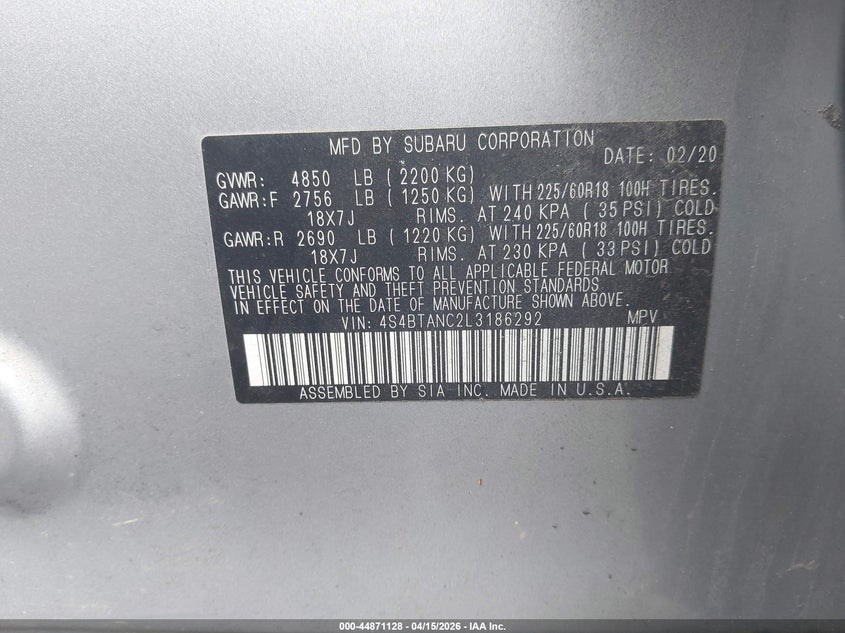 MFD BY SUBARU CORPORATION
DATE: 02/20
GVWR: 4850 LB ( 2200 KG)
GAWR:F 2756 LB ( 1250 KG) WITH 225/60R18 100H TIRES.
18X7J RIMS. AT 240 KPA ( 35 PSI) COLD
GAWR:R 2690 LB ( 1220 KG) WITH 225/60R18 100H TIRES.
18X7J RIMS. AT 230 KPA ( 33 PSI) COLD
THIS VEHICLE CONFORMS TO ALL APPLICABLE FEDERAL MOTOR
VEHICLE SAFETY AND THEFT PREVENTION STANDARDS
IN EFFECT ON THE DATE OF MANUFACTURE SHOWN ABOVE.
VIN: 4S4BTANC2L3186292 MPV
ASSEMBLED BY SIA INC. MADE IN U.S.A.
000-44871128 - 04/15/2026 - IAA Inc.